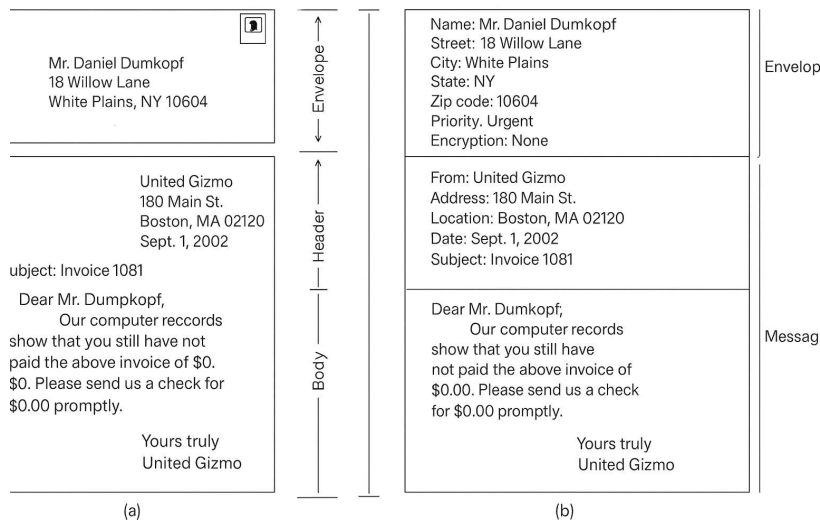 Mr. Daniel Dumkopf
18 Willow Lane
White Plains, NY 10604
United Gizmo
180 Main St.
Boston, MA 02120
Sept. 1, 2002
ubject: Invoice 1081
Dear Mr. Dumpkopf,
Our computer reccords
show that you still have not
paid the above invoice of $0.
$0. Please send us a check for
$0.00 promptly.
Yours truly
United Gizmo
(a)
Envelope
Header
Body
Name: Mr. Daniel Dumkopf
Street: 18 Willow Lane
City: White Plains
State: NY
Zip code: 10604
Priority. Urgent
Encryption: None
From: United Gizmo
Address: 180 Main St.
Location: Boston, MA 02120
Date: Sept. 1, 2002
Subject: Invoice 1081
Dear Mr. Dumkopf;
Our computer records
show that you still have
not paid the above invoice of
$0.00. Please send us a check
for $0.00 promptly.
Yours truly
United Gizmo
(b)
Envelop
Messag